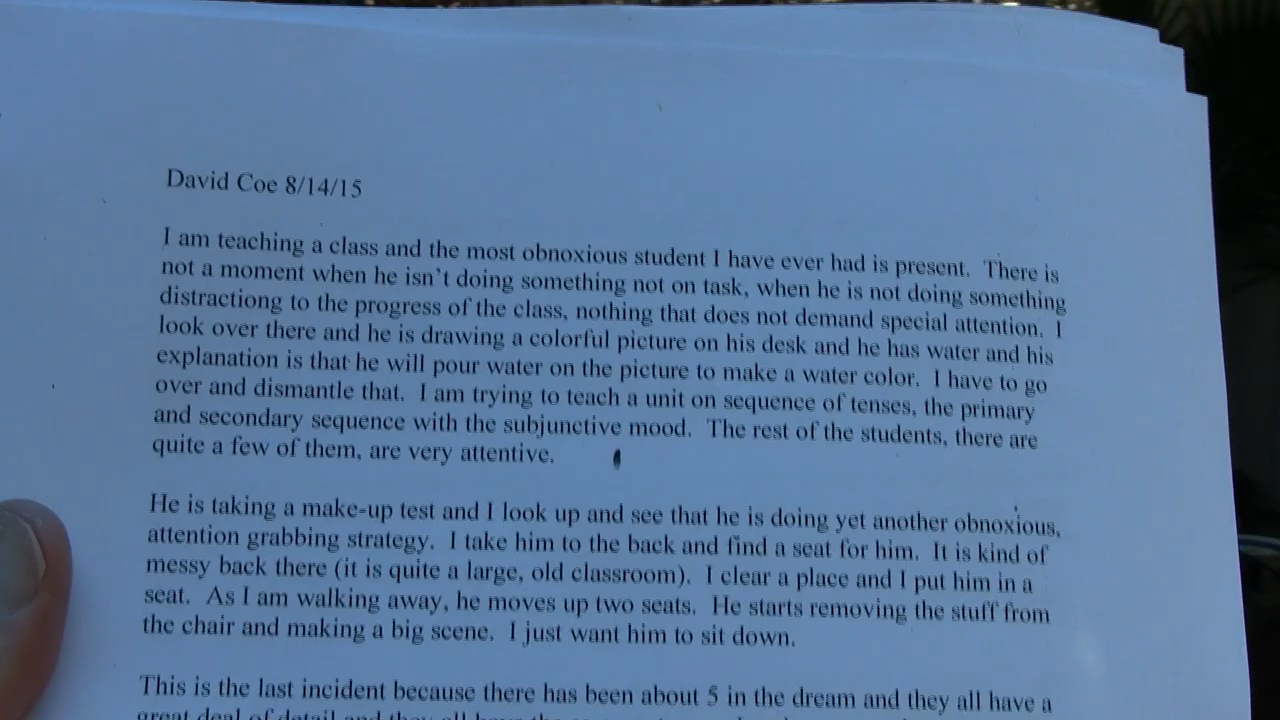 David Coe 8/14/15
I am teaching a class and the most obnoxious student I have ever had is present.  There is
not a moment when he isn't doing something not on task, when he is not doing something
distractiong to the progress of the class, nothing that does not demand special attention.  I
look over there and he is drawing a colorful picture on his desk and he has water and his
explanation is that he will pour water on the picture to make a water color.  I have to go
over and dismantle that.  I am trying to teach a unit on sequence of tenses, the primary
and secondary sequence with the subjunctive mood.  The rest of the students, there are
quite a few of them, are very attentive.
He is taking a make-up test and I look up and see that he is doing yet another obnoxious,
attention grabbing strategy.  I take him to the back and find a seat for him.  It is kind of
messy back there (it is quite a large, old classroom).  I clear a place and I put him in a
seat.  As I am walking away, he moves up two seats.  He starts removing the stuff from
the chair and making a big scene.  I just want him to sit down.
This is the last incident because there has been about 5 in the dream and they all have a
great deal of detail and they all have the